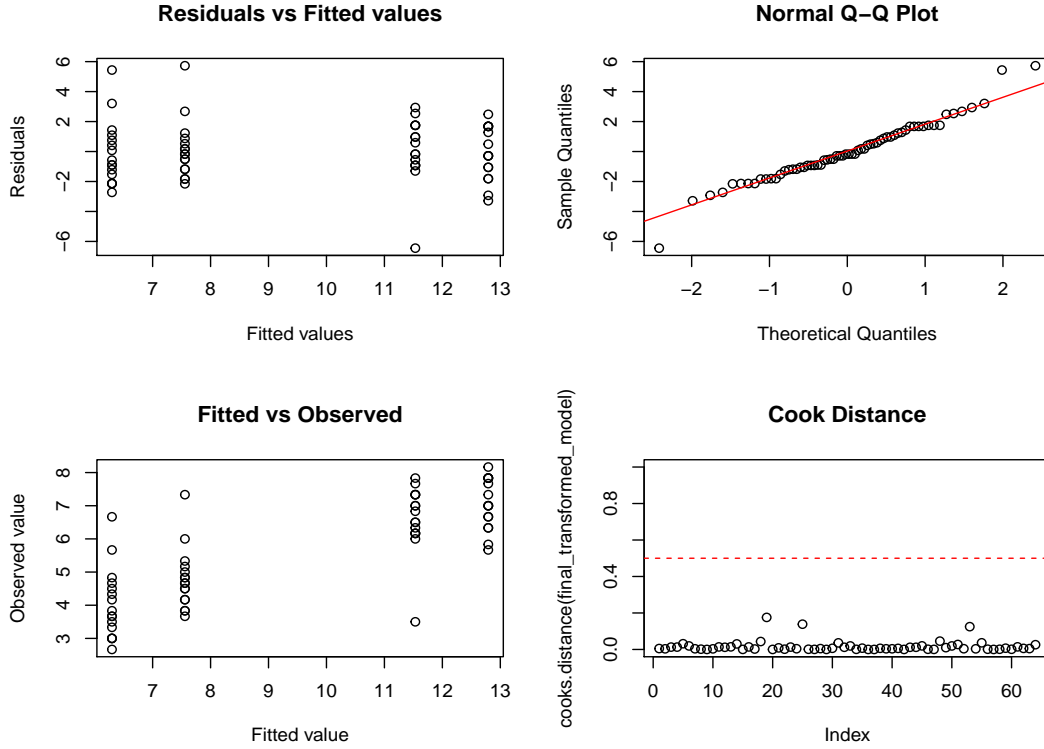 Residuals vs Fitted values
Residuals
6
4
2
−2
−6
7 8 9 10 11 12 13
Fitted values
Normal Q−Q Plot
Sample Quantiles
6
4
2
−2
−6
−2 −1 0 1 2
Theoretical Quantiles
Fitted vs Observed
Observed value
8
7
6
5
4
3
7 8 9 10 11 12 13
Fitted value
Cook Distance
cooks.distance(final_transformed_model)
0.8
0.4
0.0
0 10 20 30 40 50 60
Index